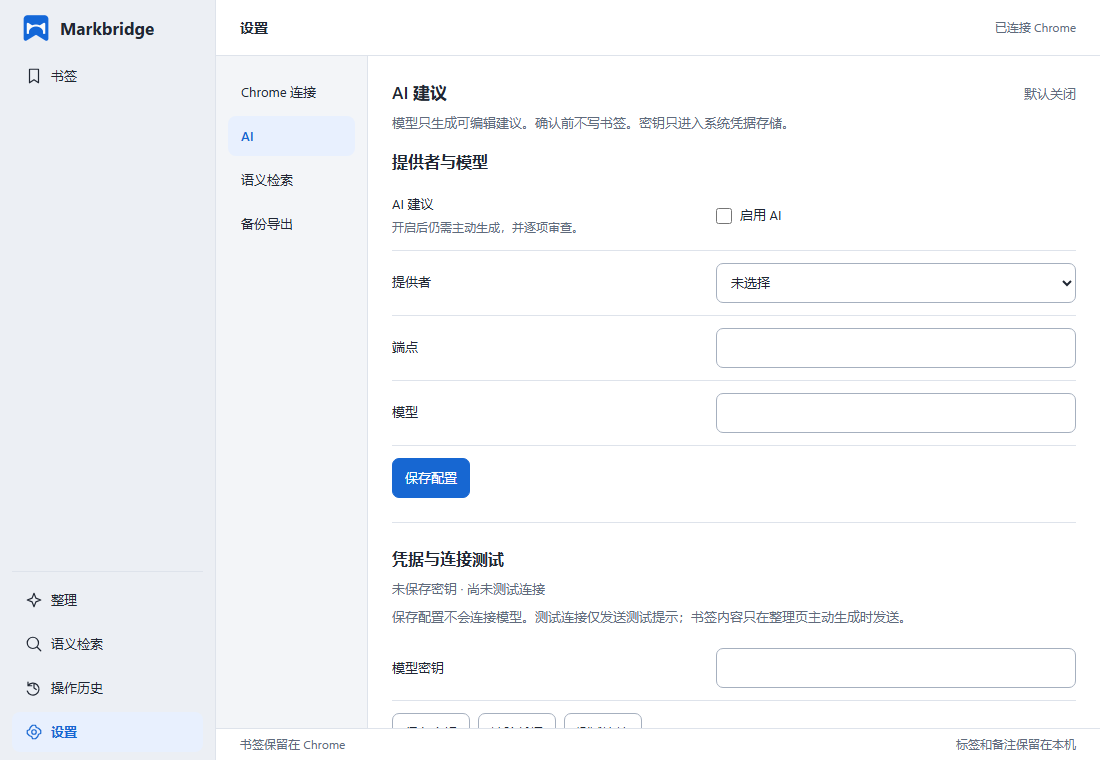 Markbridge
书签
整理
语义检索
操作历史
设置
设置
已连接 Chrome
Chrome 连接
AI
语义检索
备份导出
AI 建议
默认关闭
模型只生成可编辑建议。确认前不写书签。密钥只进入系统凭据存储。
提供者与模型
AI 建议
开启后仍需主动生成，并逐项审查。
启用 AI
提供者
未选择
端点
模型
保存配置
凭据与连接测试
未保存密钥 · 尚未测试连接
保存配置不会连接模型。测试连接仅发送测试提示；书签内容只在整理页主动生成时发送。
模型密钥
书签保留在 Chrome
标签和备注保留在本机